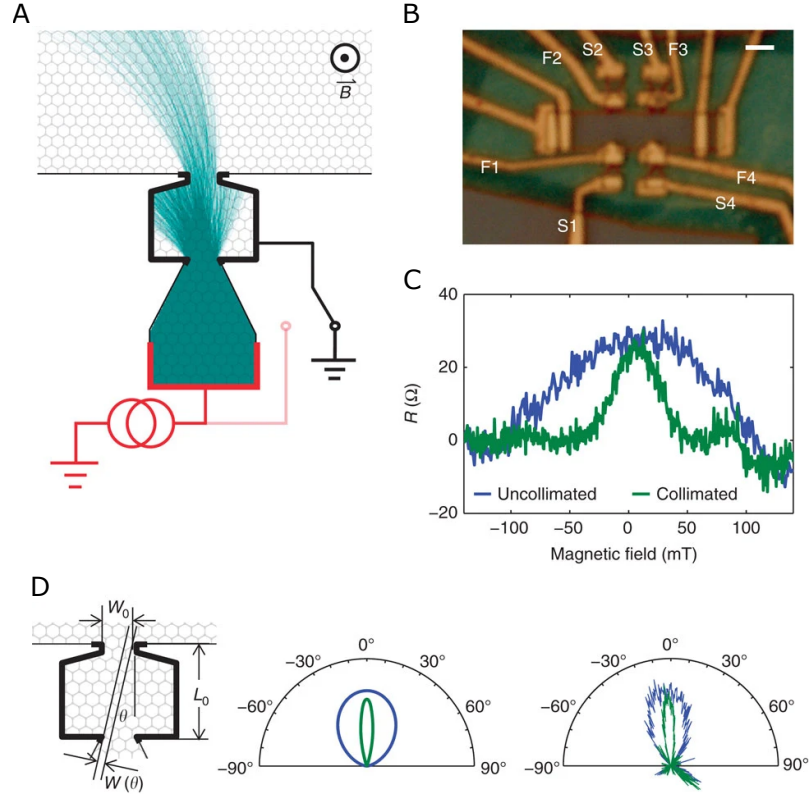 A
B⃗
B
F2
S2
S3
F3
F1
F4
S4
S1
C
40
20
0
−20
R (Ω)
Uncollimated
Collimated
−100
−50
0
50
100
Magnetic field (mT)
D
W₀
L₀
θ
W (θ)
0°
−30°
30°
−60°
60°
−90°
90°
0°
−30°
30°
−60°
60°
−90°
90°